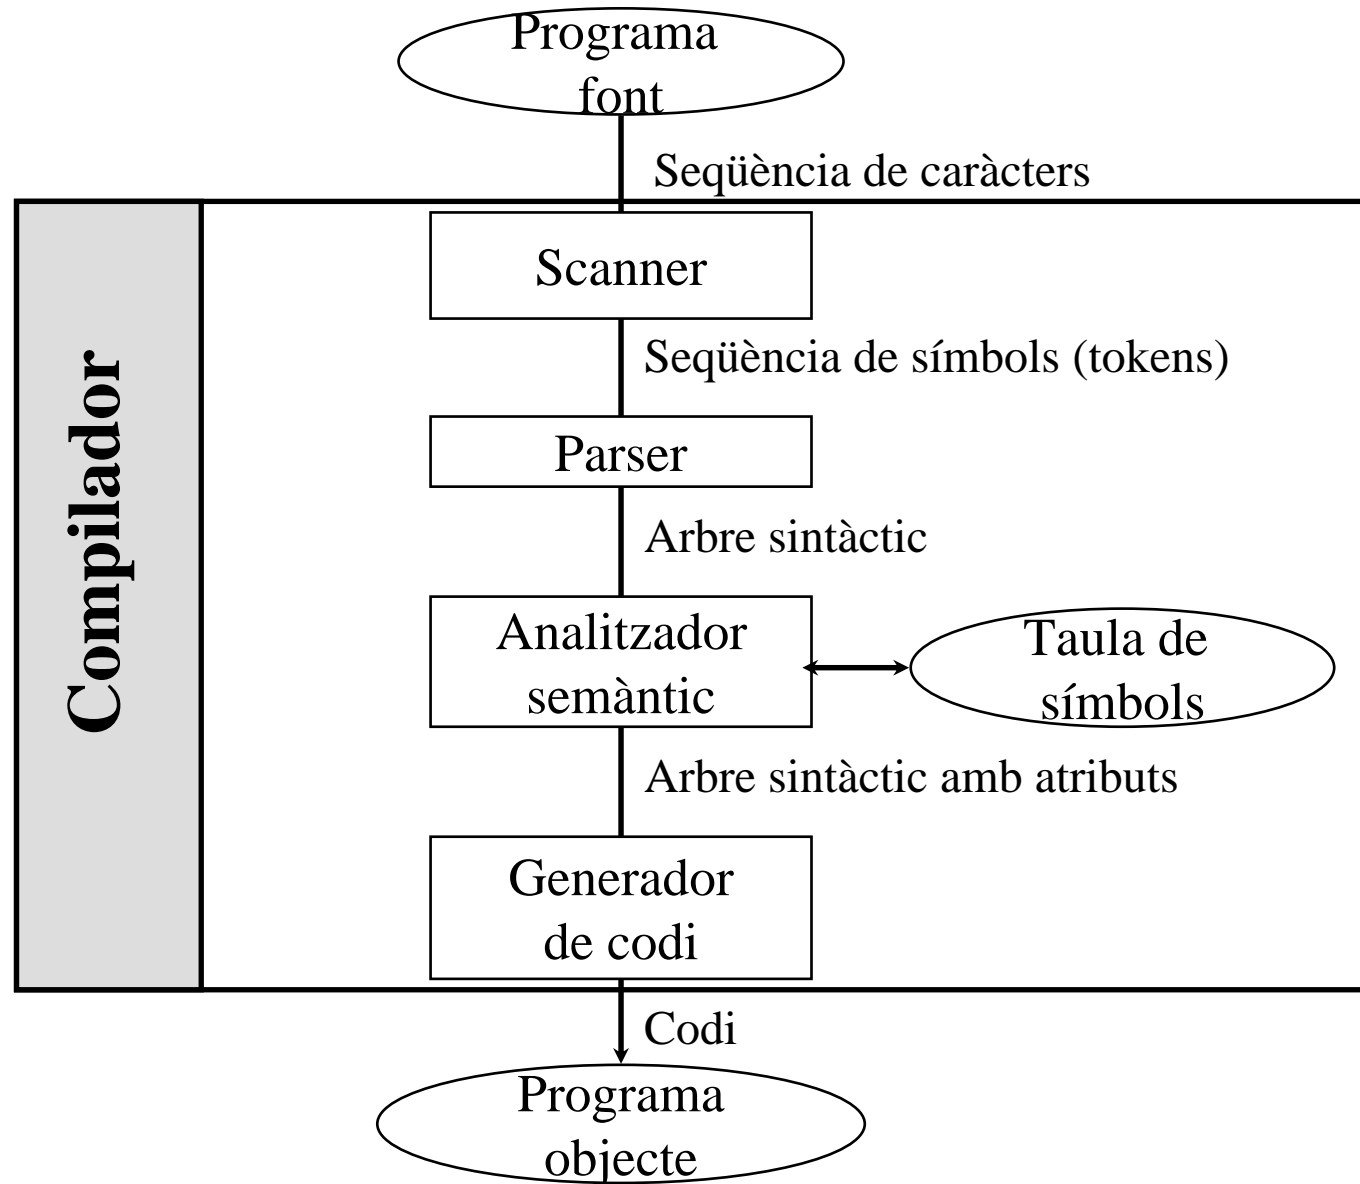 Programa
font
Seqüència de caràcters
Compilador
Scanner
Seqüència de símbols (tokens)
Parser
Arbre sintàctic
Analitzador
semàntic
Taula de
símbols
Arbre sintàctic amb atributs
Generador
de codi
Codi
Programa
objecte